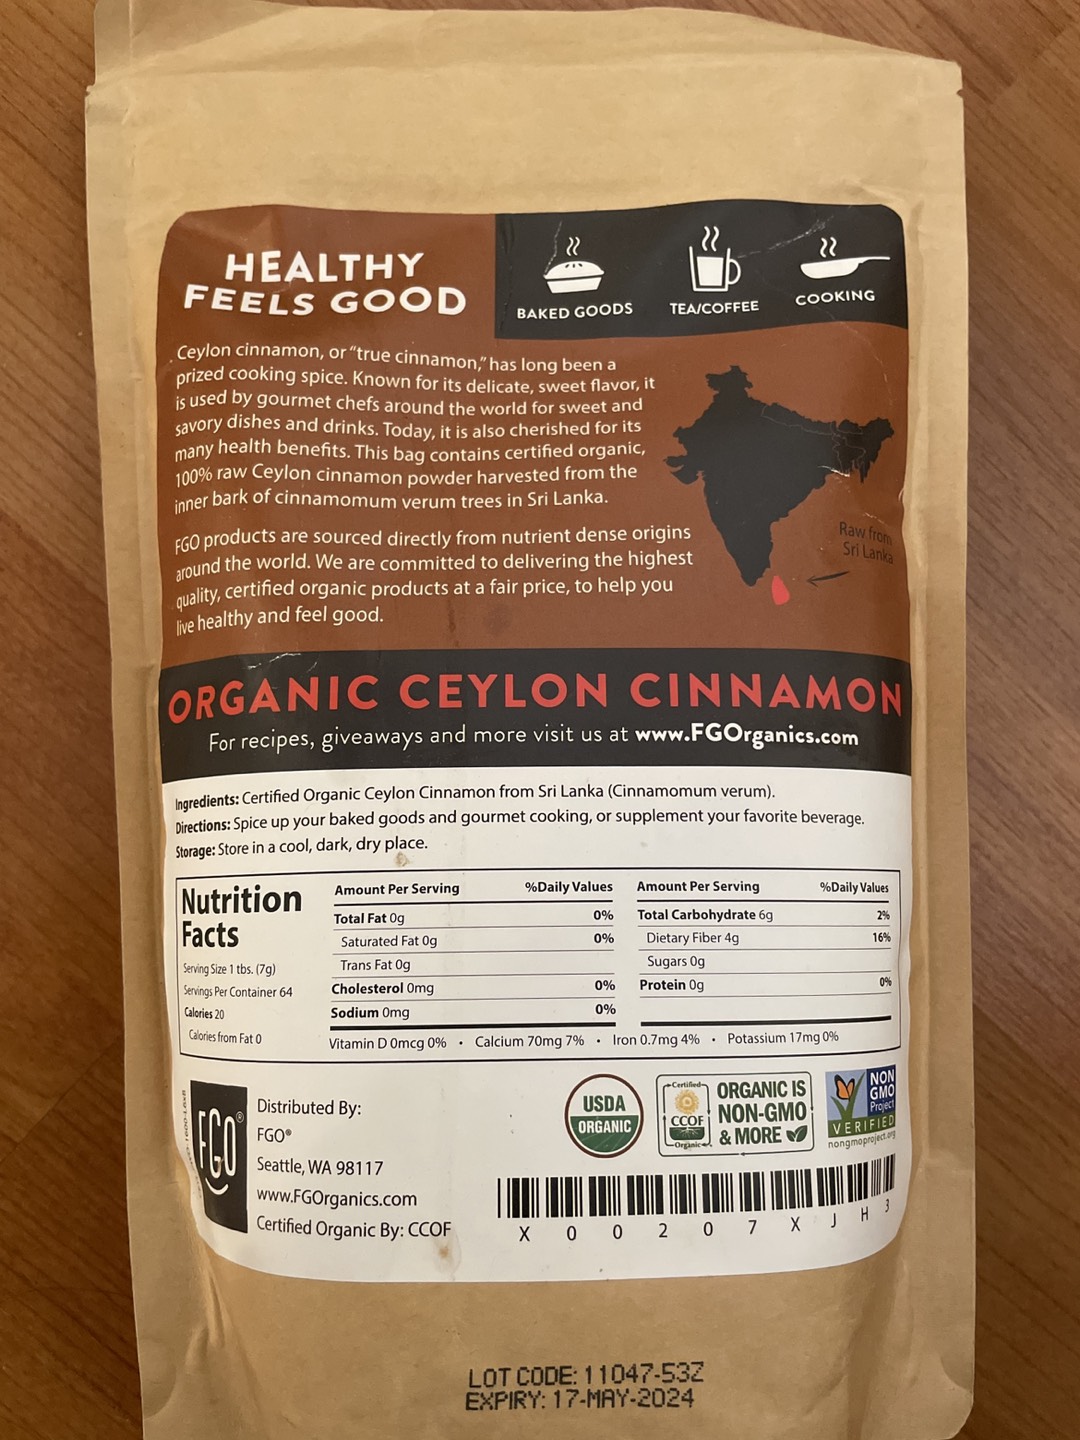 HEALTHY
FEELS GOOD
BAKED GOODS
TEA/COFFEE
COOKING
Ceylon cinnamon, or "true cinnamon," has long been a
prized cooking spice. Known for its delicate, sweet flavor, it
is used by gourmet chefs around the world for sweet and
savory dishes and drinks. Today, it is also cherished for its
many health benefits. This bag contains certified organic,
100% raw Ceylon cinnamon powder harvested from the
inner bark of cinnamomum verum trees in Sri Lanka.
FGO products are sourced directly from nutrient dense origins
around the world. We are committed to delivering the highest
quality, certified organic products at a fair price, to help you
live healthy and feel good.
Raw from
Sri Lanka
ORGANIC CEYLON CINNAMON
For recipes, giveaways and more visit us at www.FGOrganics.com
Ingredients: Certified Organic Ceylon Cinnamon from Sri Lanka (Cinnamomum verum).
Directions: Spice up your baked goods and gourmet cooking, or supplement your favorite beverage.
Storage: Store in a cool, dark, dry place.
Nutrition
Facts
Serving Size 1 tbs. (7g)
Servings Per Container 64
Calories 20
Calories from Fat 0
Amount Per Serving %Daily Values
Total Fat 0g 0%
Saturated Fat 0g 0%
Trans Fat 0g
Cholesterol 0mg 0%
Sodium 0mg 0%
Amount Per Serving %Daily Values
Total Carbohydrate 6g 2%
Dietary Fiber 4g 16%
Sugars 0g
Protein 0g 0%
Vitamin D 0mcg 0% • Calcium 70mg 7% • Iron 0.7mg 4% • Potassium 17mg 0%
FGO®
Distributed By:
FGO®
Seattle, WA 98117
www.FGOrganics.com
Certified Organic By: CCOF
USDA
ORGANIC
Certified
CCOF
Organic
ORGANIC IS
NON-GMO
& MORE
NON
GMO
Project
VERIFIED
nongmoproject.org
X00207XJH3
LOT CODE: 11047-53Z
EXPIRY: 17-MAY-2024